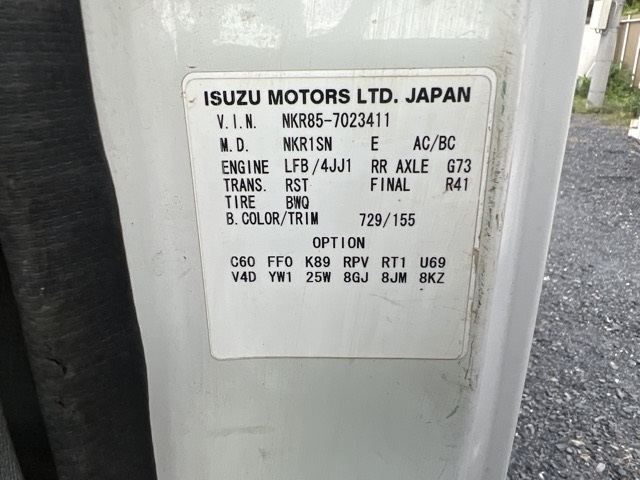 ISUZU MOTORS LTD. JAPAN
V.I.N. NKR85-7023411
M.D. NKR1SN E AC/BC
ENGINE LFB/4JJ1 RR AXLE G73
TRANS. RST FINAL R41
TIRE BWQ
B.COLOR/TRIM 729/155
OPTION
C60 FF0 K89 RPV RT1 U69
V4D YW1 25W 8GJ 8JM 8KZ